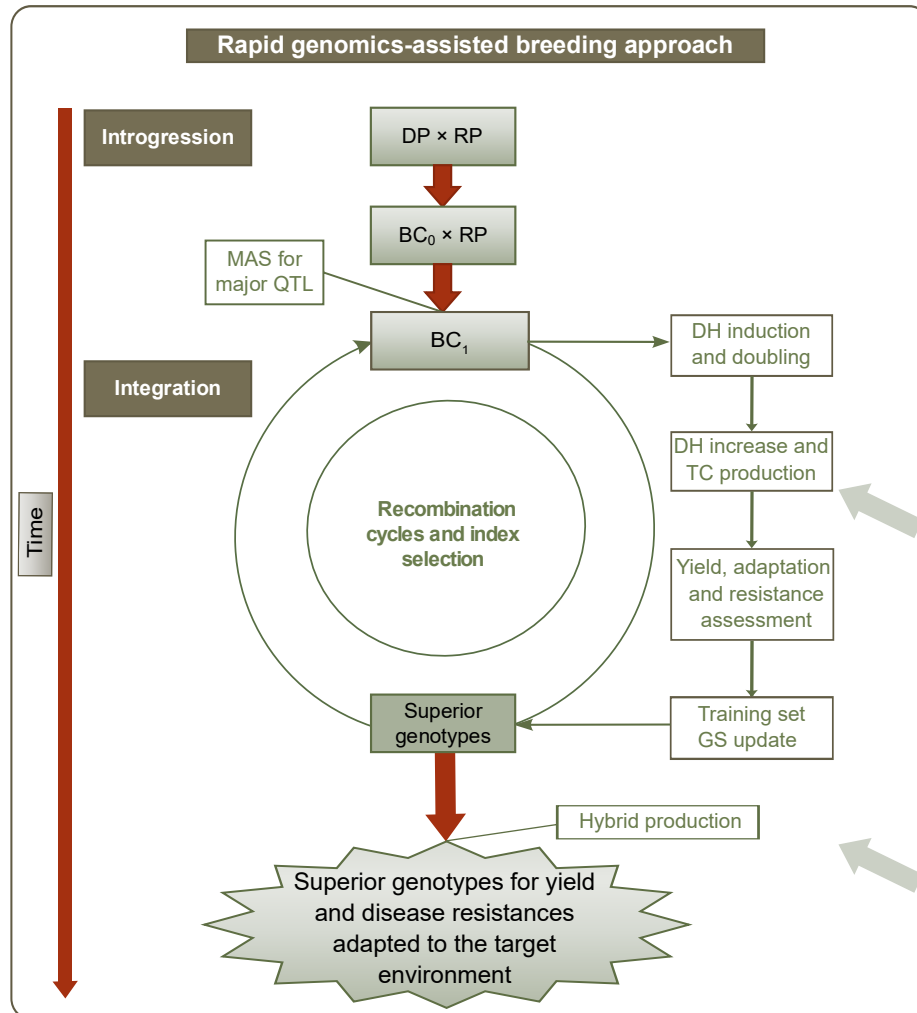 Rapid genomics-assisted breeding approach
Introgression
DP × RP
BC₀ × RP
MAS for
major QTL
BC₁
DH induction
and doubling
Integration
DH increase and
TC production
Recombination
cycles and index
selection
Time
Yield, adaptation
and resistance
assessment
Superior
genotypes
Training set
GS update
Hybrid production
Superior genotypes for yield
and disease resistances
adapted to the target
environment